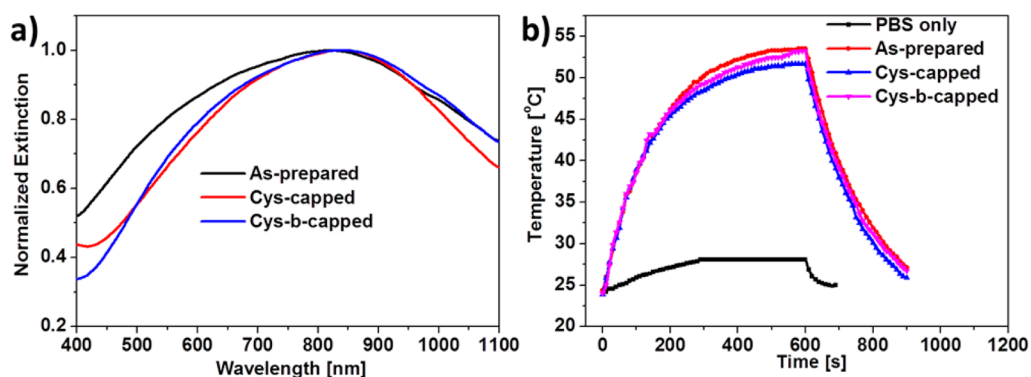 a)
Normalized Extinction
1.0
0.8
0.6
0.4
0.2
As-prepared
Cys-capped
Cys-b-capped
400 500 600 700 800 900 1000 1100
Wavelength [nm]
b)
Temperature [°C]
55
50
45
40
35
30
25
20
PBS only
As-prepared
Cys-capped
Cys-b-capped
0 200 400 600 800 1000 1200
Time [s]